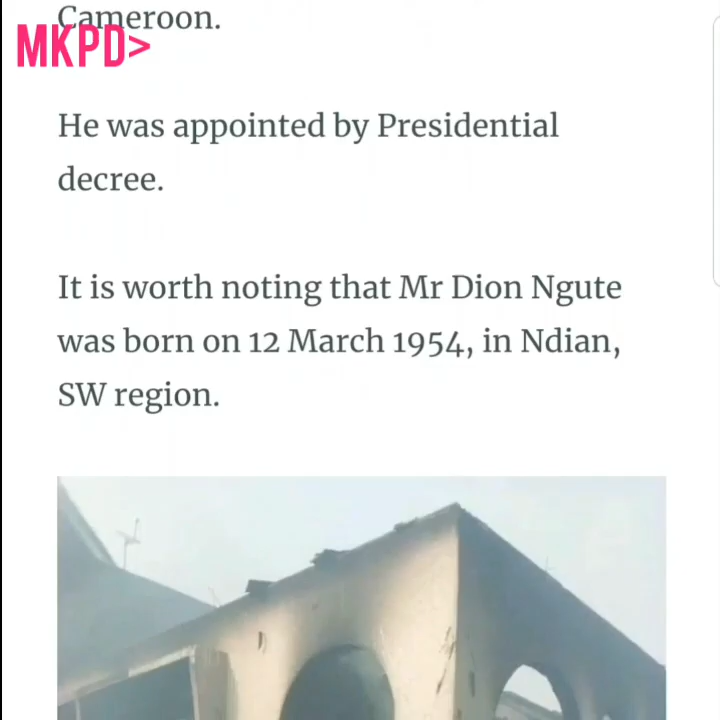 Cameroon.
MKPD>
He was appointed by Presidential
decree.
It is worth noting that Mr Dion Ngute
was born on 12 March 1954, in Ndian,
SW region.